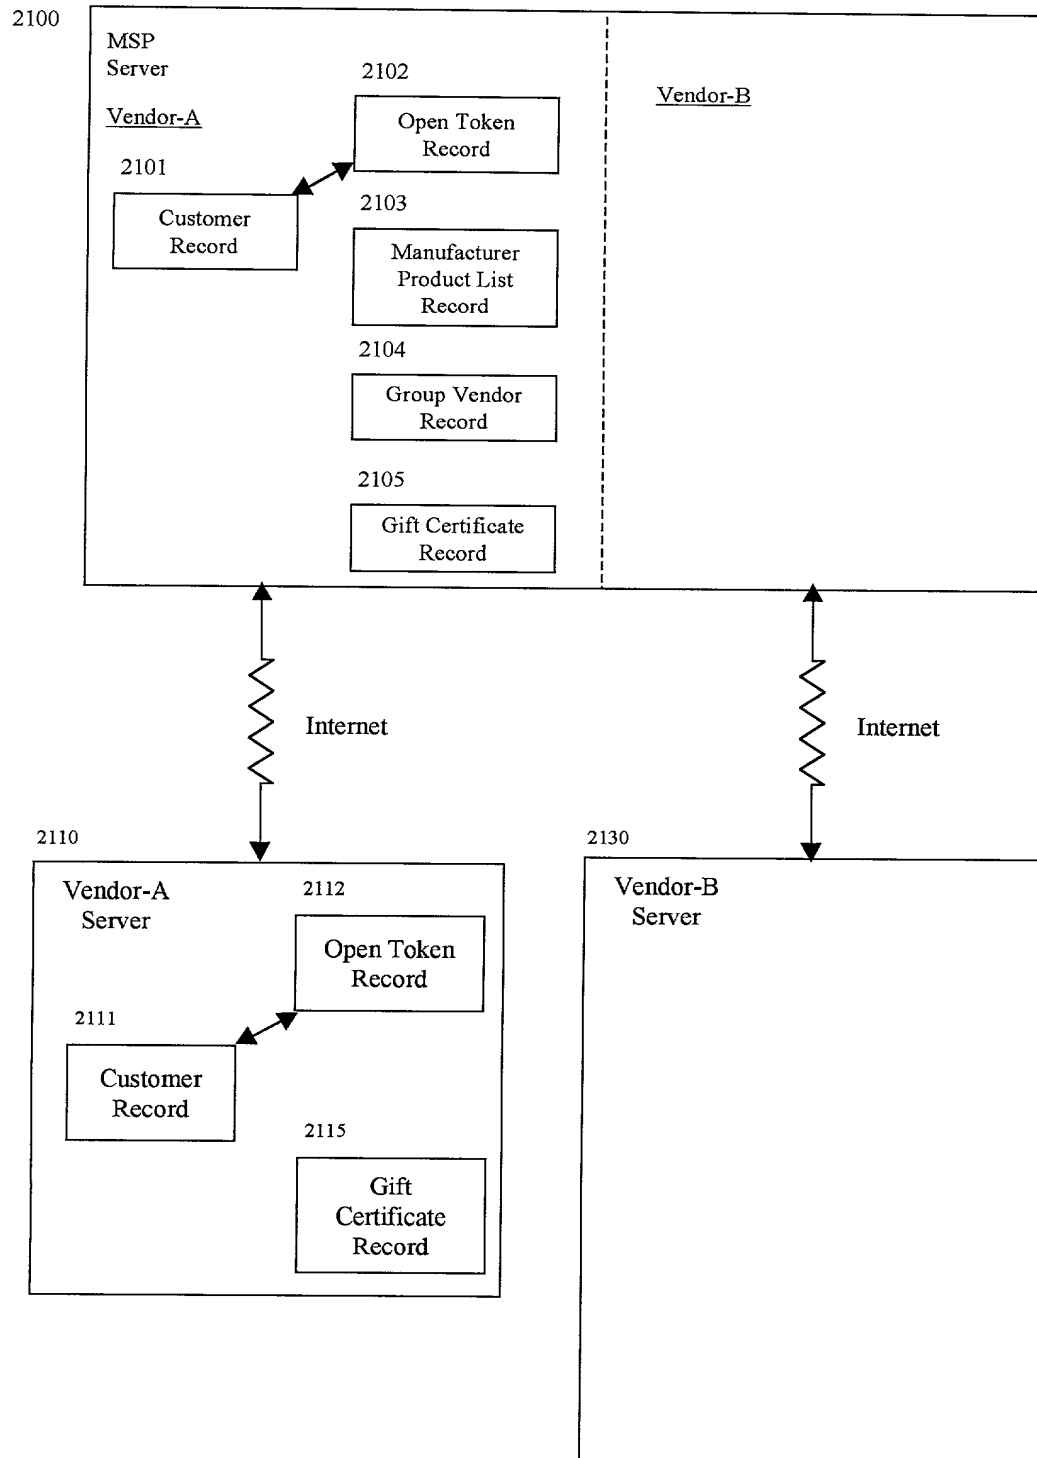 2100
MSP
Server
Vendor-A
2101
Customer
Record
2102
Open Token
Record
2103
Manufacturer
Product List
Record
2104
Group Vendor
Record
2105
Gift Certificate
Record
Vendor-B
Internet
Internet
2110
Vendor-A
Server
2112
Open Token
Record
2111
Customer
Record
2115
Gift
Certificate
Record
2130
Vendor-B
Server